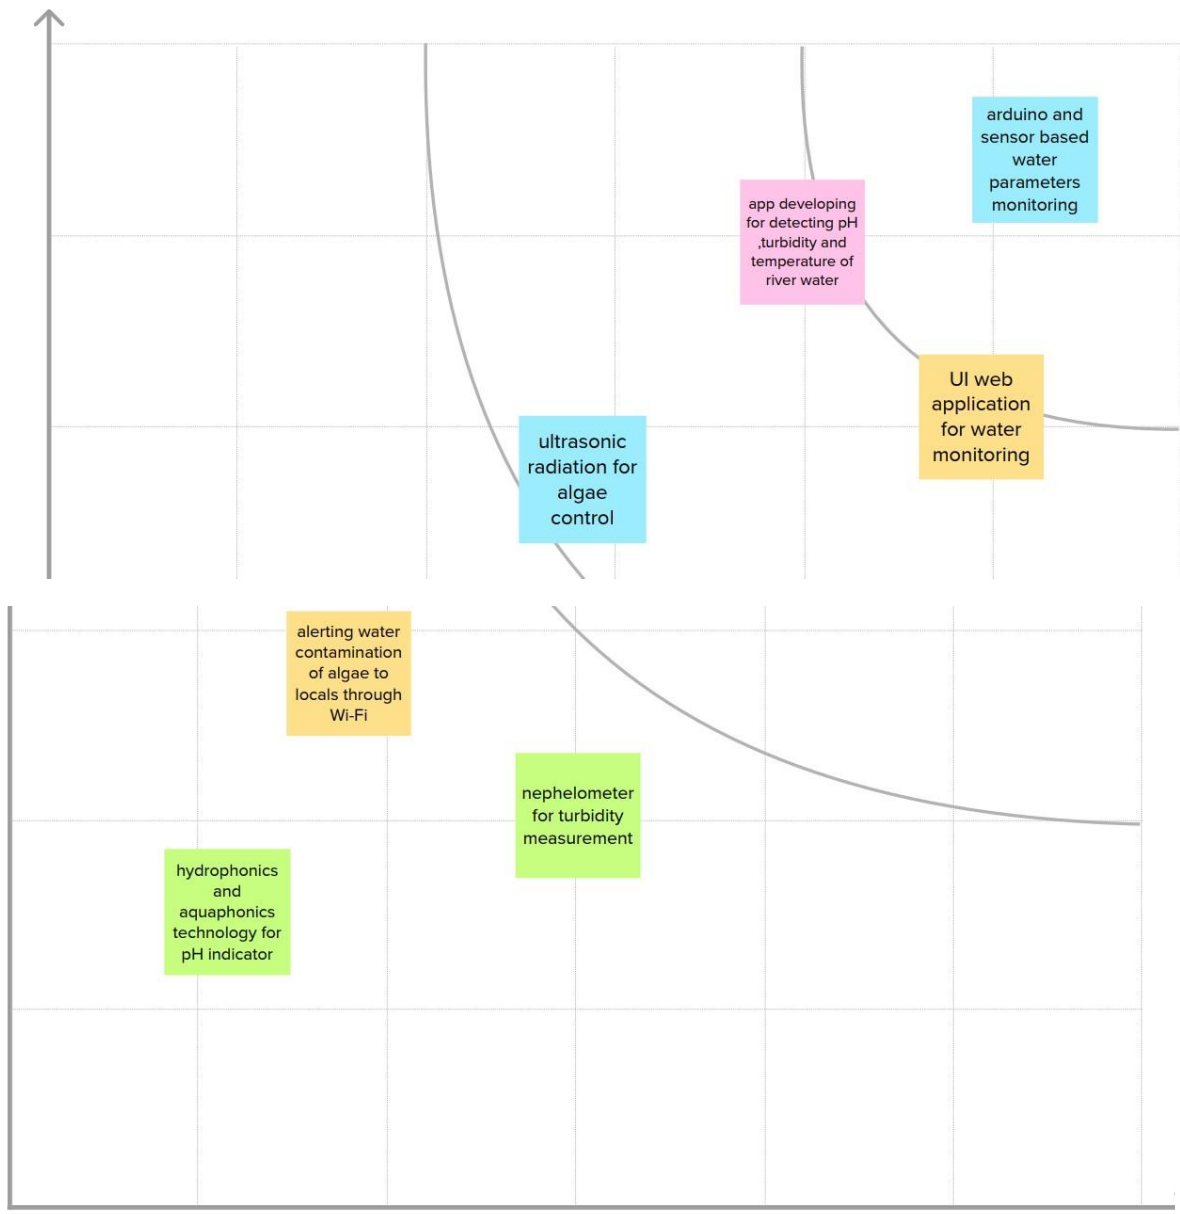 arduino and
sensor based
water
parameters
monitoring
app developing
for detecting pH
,turbidity and
temperature of
river water
UI web
application
for water
monitoring
ultrasonic
radiation for
algae
control
alerting water
contamination
of algae to
locals through
Wi-Fi
nephelometer
for turbidity
measurement
hydrophonics
and
aquaphonics
technology for
pH indicator